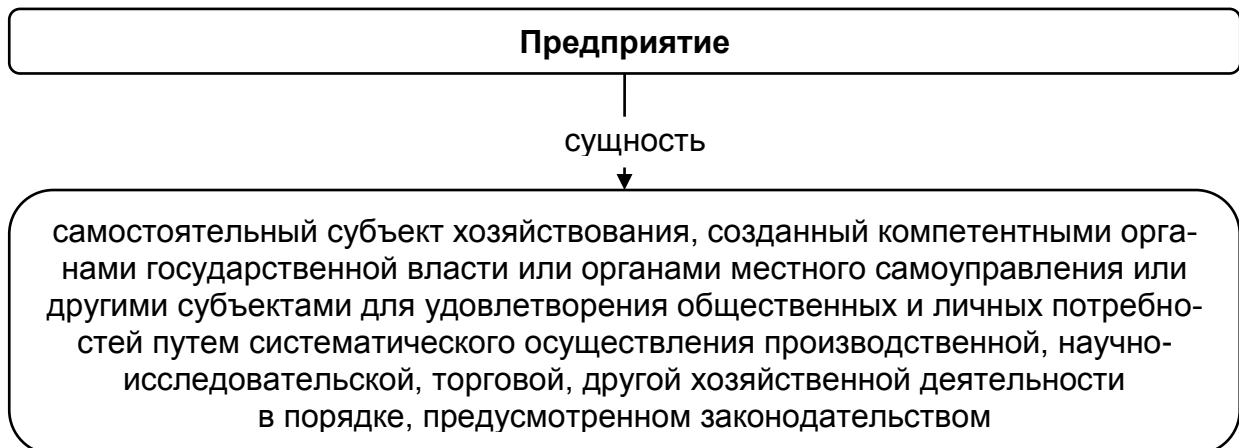 Предприятие
сущность
самостоятельный субъект хозяйствования, созданный компетентными орга-
нами государственной власти или органами местного самоуправления или
другими субъектами для удовлетворения общественных и личных потребно-
стей путем систематического осуществления производственной, научно-
исследовательской, торговой, другой хозяйственной деятельности
в порядке, предусмотренном законодательством